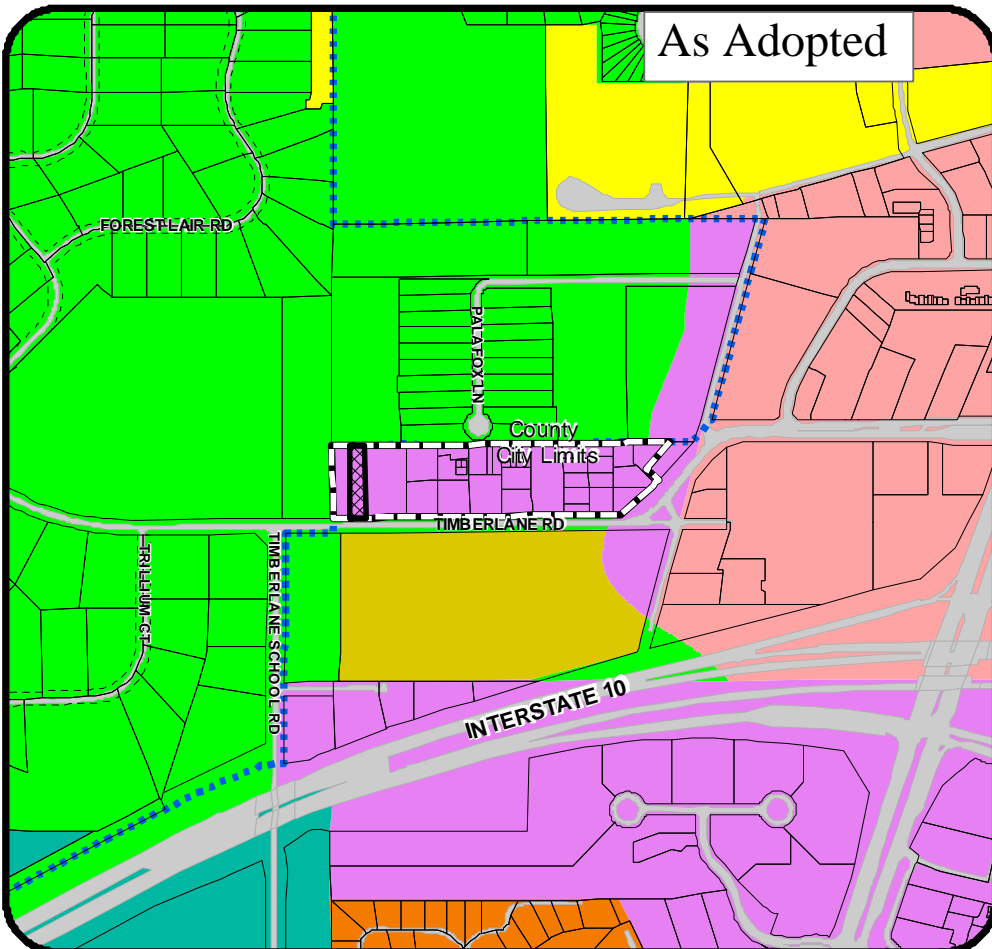 As Adopted
FOREST LAIR RD
PALAFOX LN
County
City Limits
TIMBERLANE RD
TRILLIUM CT
TIMBERLANE SCHOOL RD
INTERSTATE 10